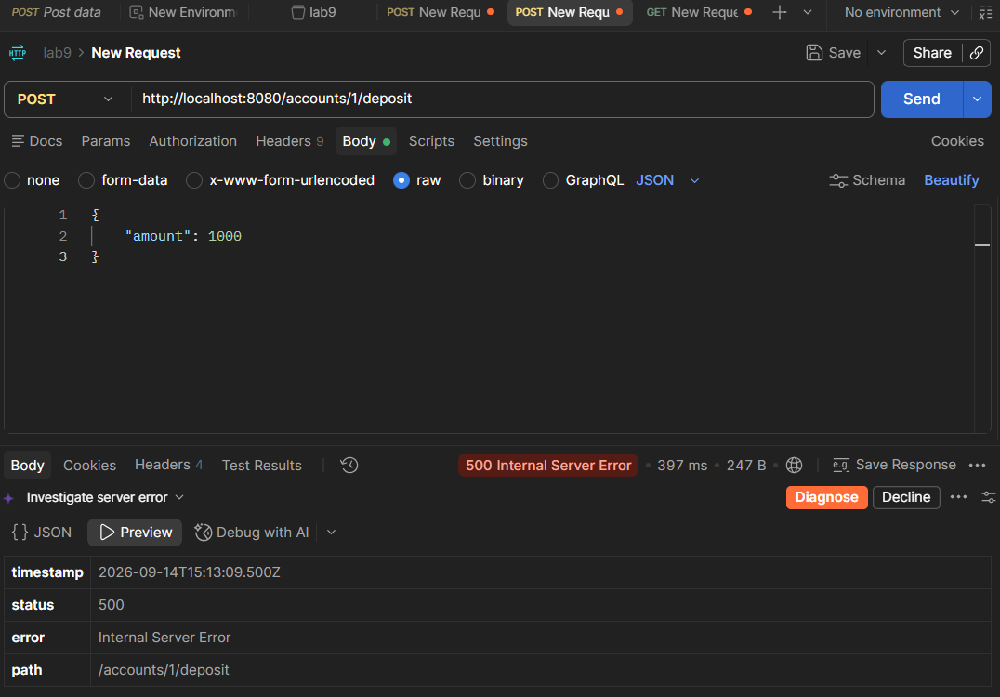 POST Post data New Environm lab9 POST New Requ POST New Requ GET New Reque No environment
HTTP lab9 > New Request Save Share
POST http://localhost:8080/accounts/1/deposit Send
Docs Params Authorization Headers 9 Body Scripts Settings Cookies
none form-data x-www-form-urlencoded raw binary GraphQL JSON Schema Beautify
1 {
2 "amount": 1000
3 }
Body Cookies Headers 4 Test Results 500 Internal Server Error • 397 ms • 247 B • e.g. Save Response
Investigate server error Diagnose Decline
{ } JSON Preview Debug with AI
timestamp 2026-09-14T15:13:09.500Z
status 500
error Internal Server Error
path /accounts/1/deposit